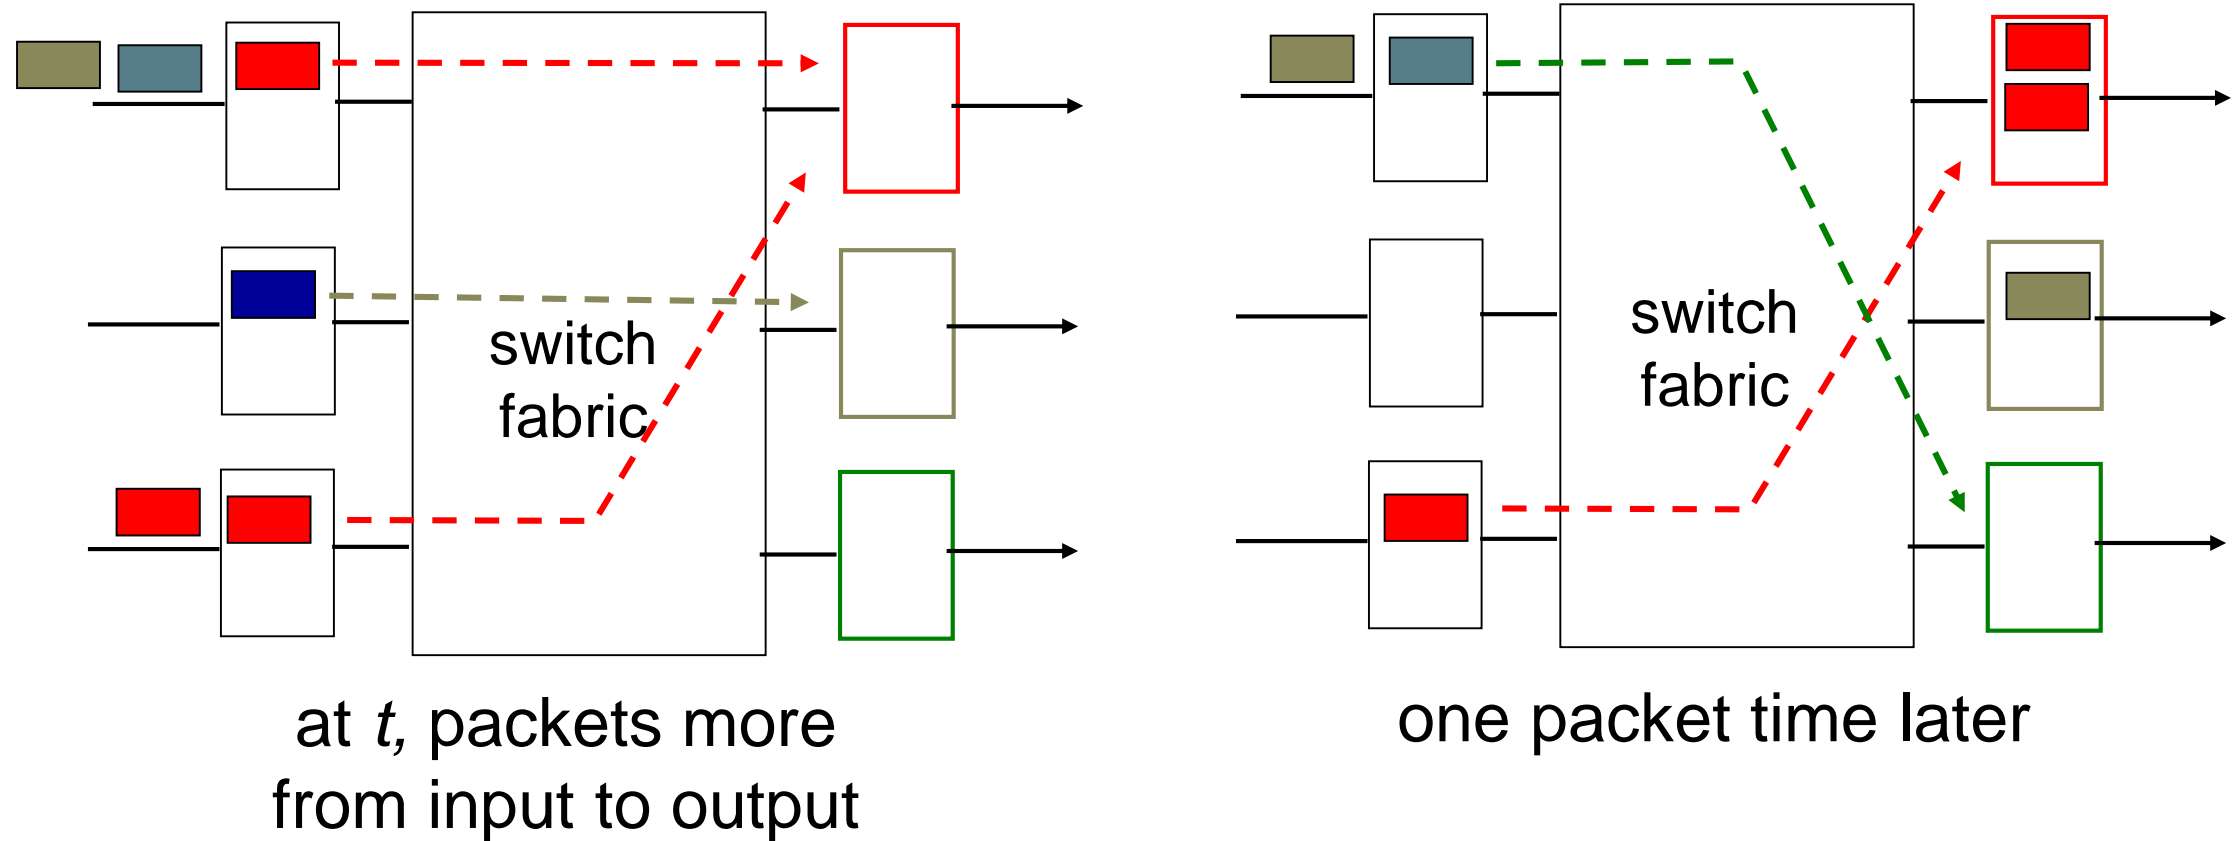 switch
fabric
at t, packets more
from input to output
switch
fabric
one packet time later